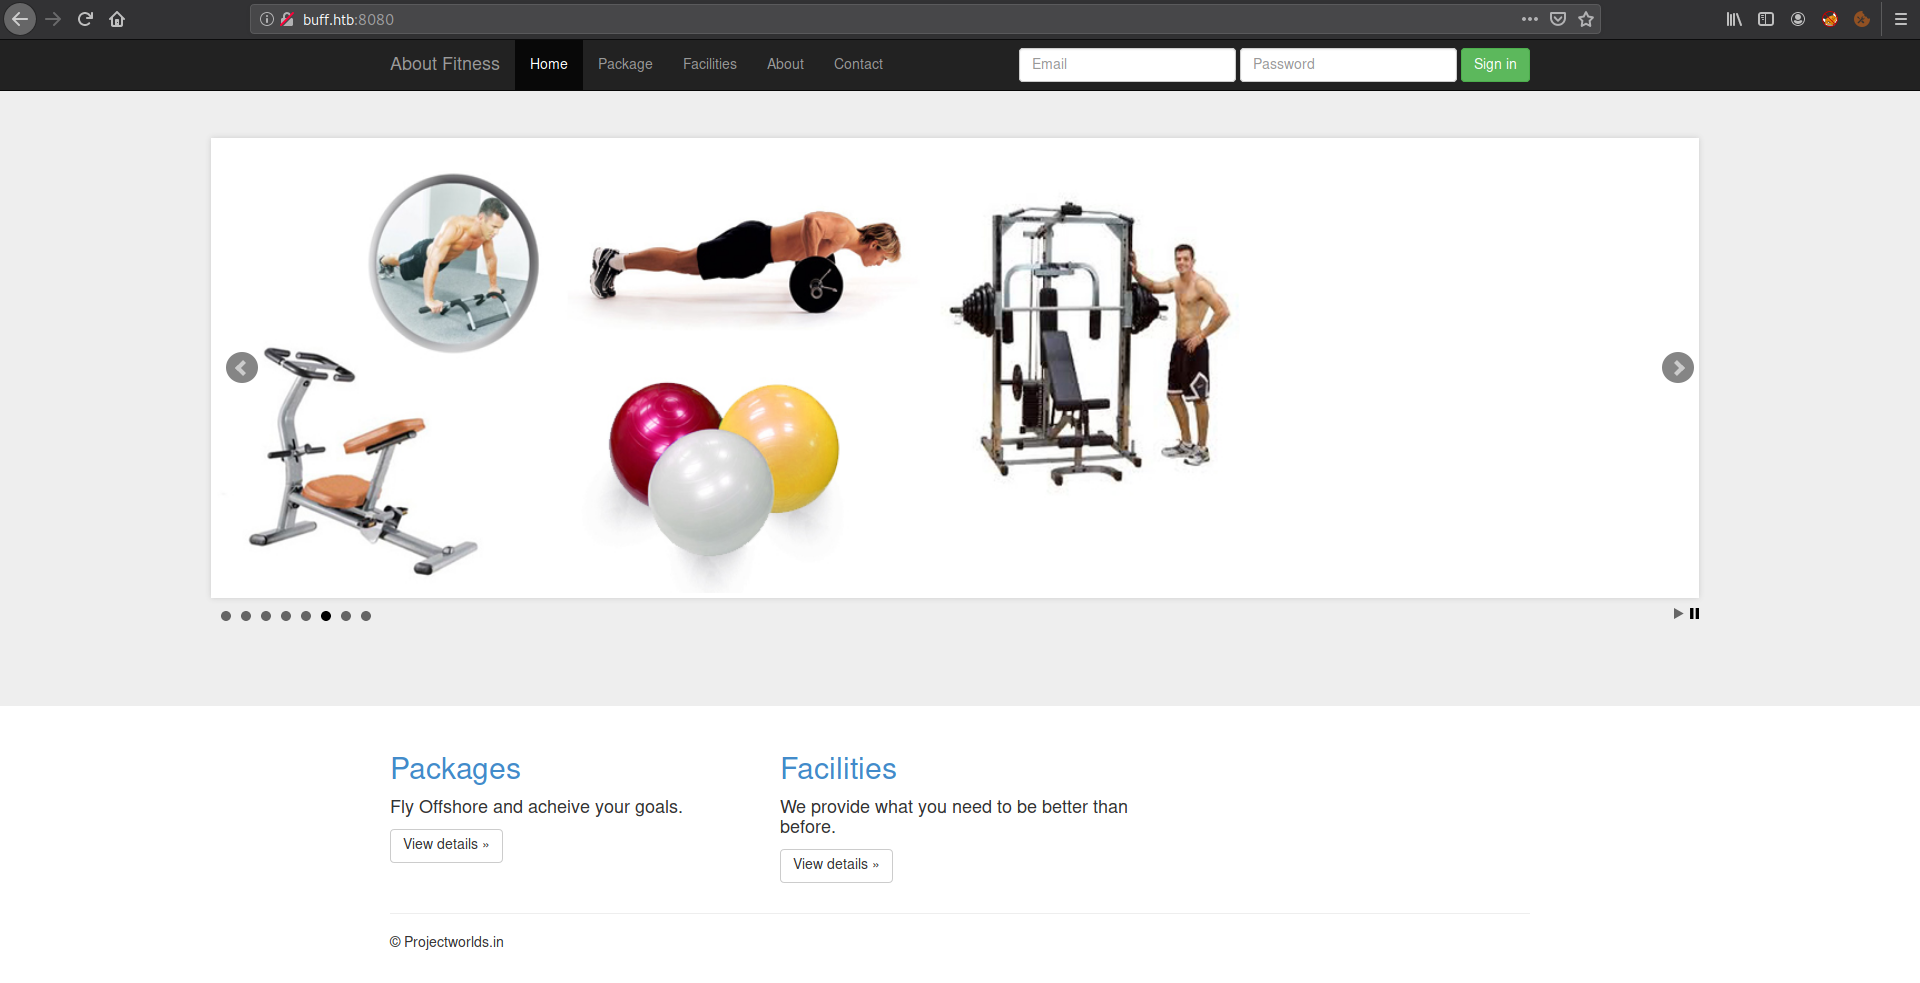 buff.htb:8080
About Fitness Home Package Facilities About Contact Email Password Sign in
Packages
Fly Offshore and acheive your goals.
View details »
Facilities
We provide what you need to be better than
before.
View details »
© Projectworlds.in